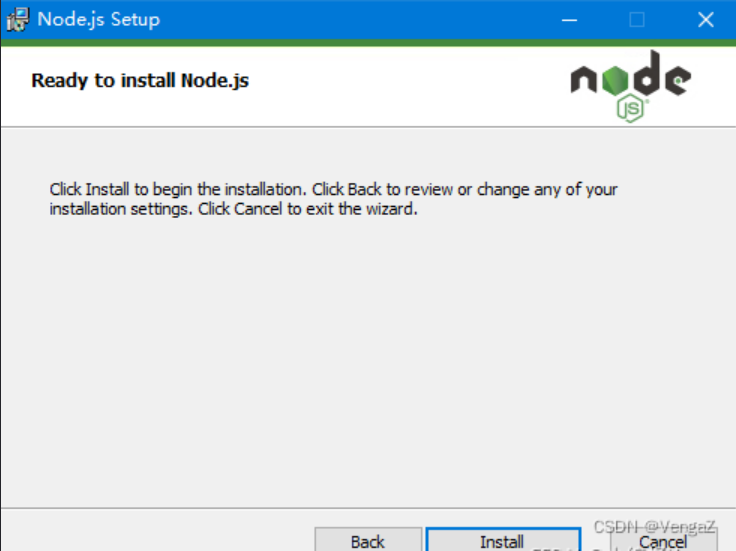 Node.js Setup
Ready to install Node.js
node
JS
Click Install to begin the installation. Click Back to review or change any of your
installation settings. Click Cancel to exit the wizard.
CSDN @VengaZ
Back Install Cancel